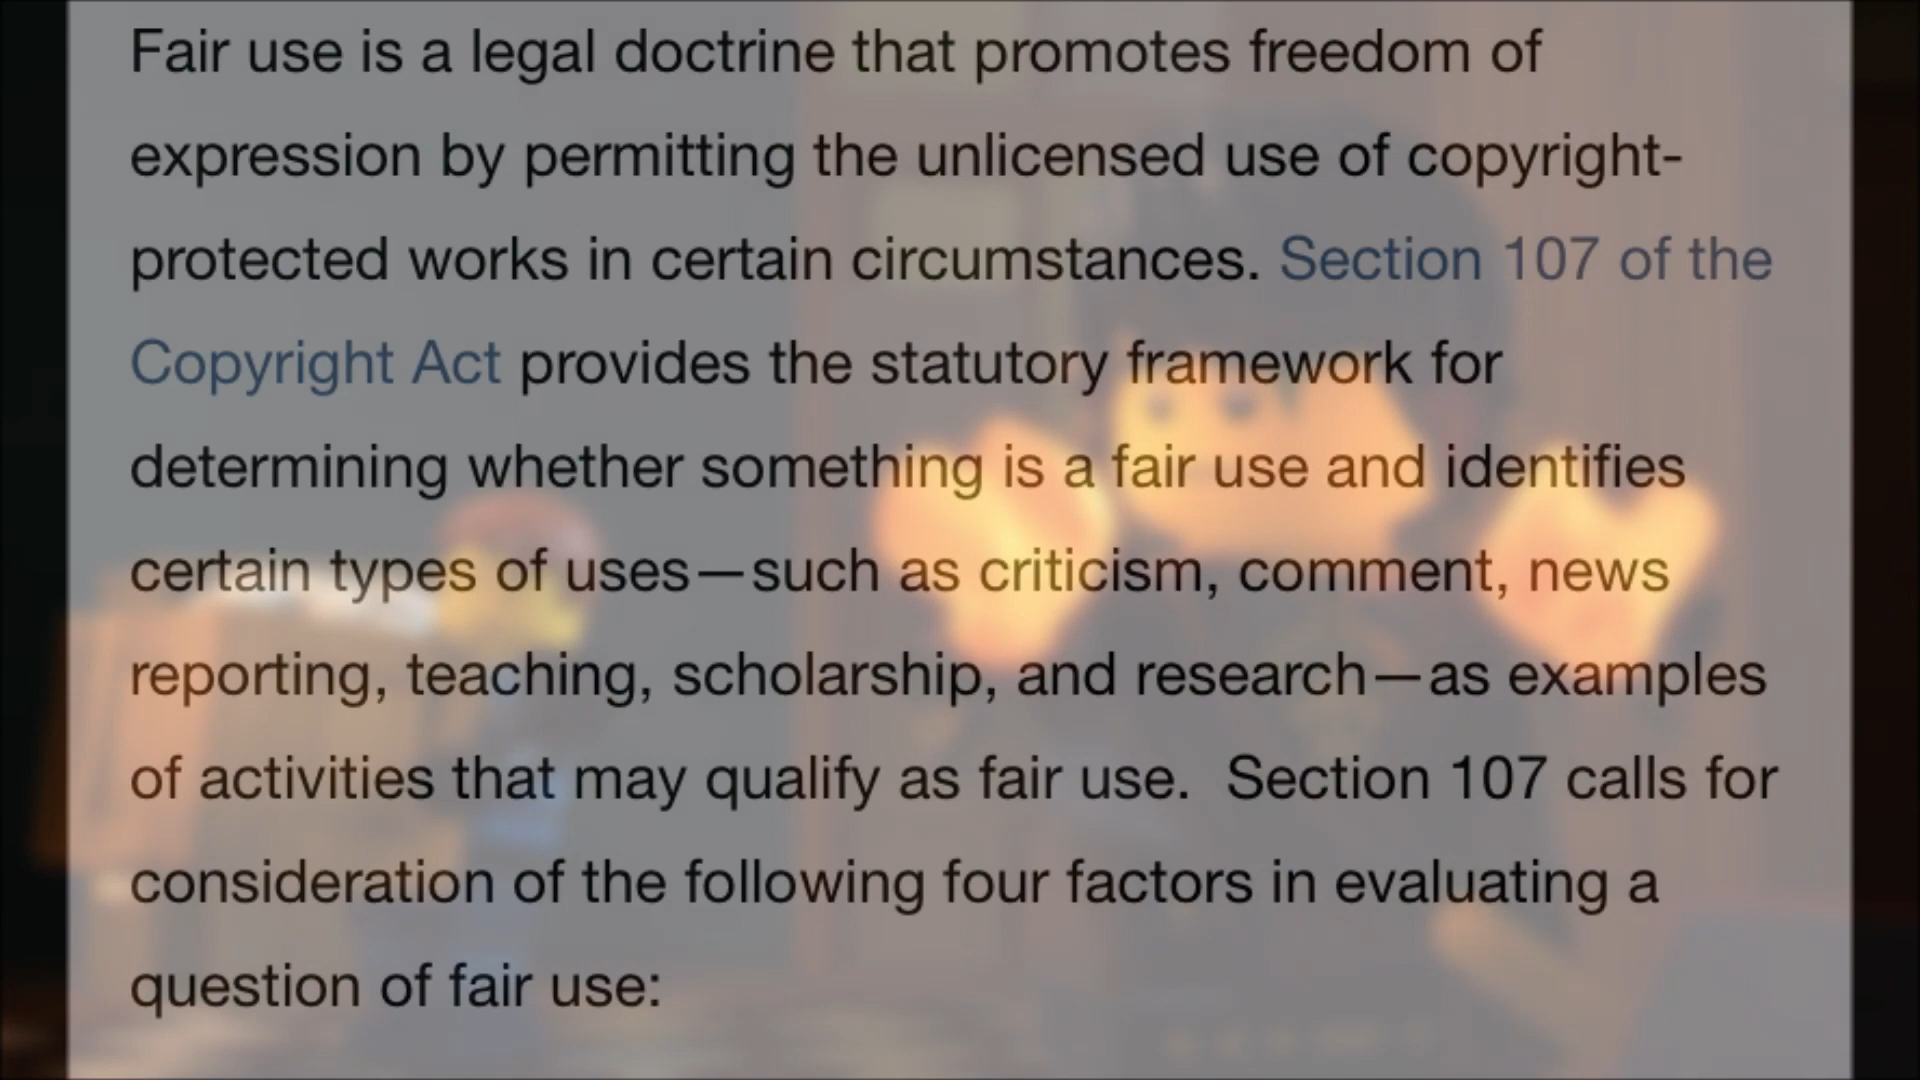 Fair use is a legal doctrine that promotes freedom of
expression by permitting the unlicensed use of copyright-
protected works in certain circumstances. Section 107 of the
Copyright Act provides the statutory framework for
determining whether something is a fair use and identifies
certain types of uses—such as criticism, comment, news
reporting, teaching, scholarship, and research—as examples
of activities that may qualify as fair use.  Section 107 calls for
consideration of the following four factors in evaluating a
question of fair use: